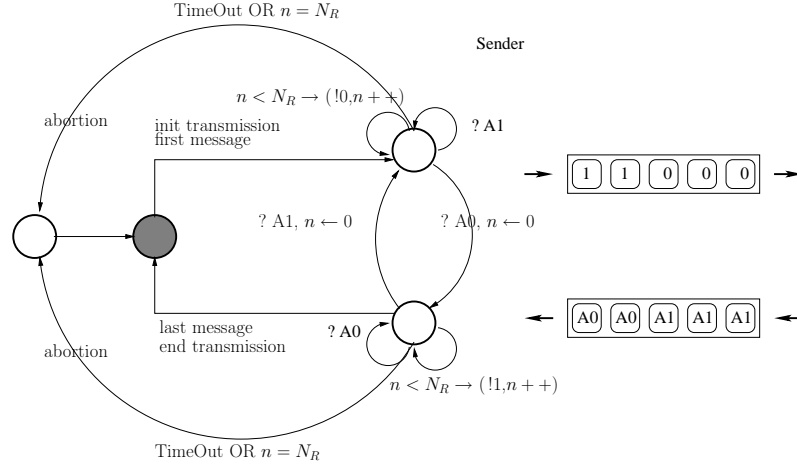 TimeOut OR n = N_R
Sender
n < N_R → (!0,n + +)
abortion
init transmission
first message
? A1
1 1 0 0 0
? A1, n ← 0
? A0, n ← 0
A0 A0 A1 A1 A1
last message
end transmission
? A0
abortion
n < N_R → (!1,n + +)
TimeOut OR n = N_R